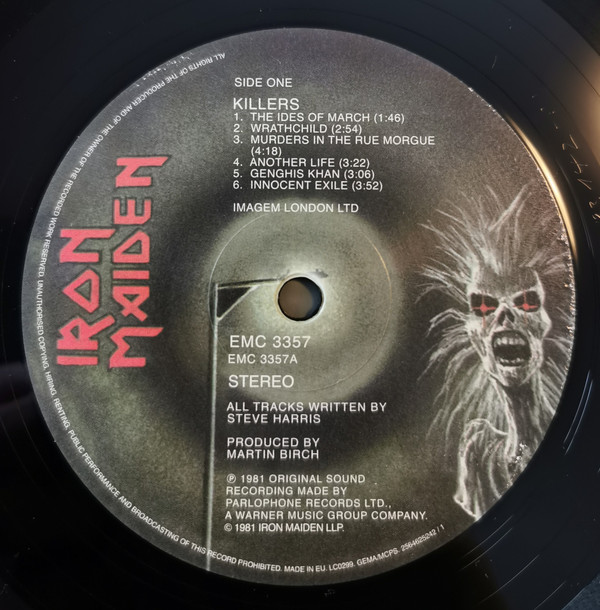 SIDE ONE
KILLERS
1. THE IDES OF MARCH (1:46)
2. WRATHCHILD (2:54)
3. MURDERS IN THE RUE MORGUE
(4:18)
4. ANOTHER LIFE (3:22)
5. GENGHIS KHAN (3:06)
6. INNOCENT EXILE (3:52)
IMAGEM LONDON LTD
IRON
MAIDEN
EMC 3357
EMC 3357A
STEREO
ALL TRACKS WRITTEN BY
STEVE HARRIS
PRODUCED BY
MARTIN BIRCH
℗ 1981 ORIGINAL SOUND
RECORDING MADE BY
PARLOPHONE RECORDS LTD.,
A WARNER MUSIC GROUP COMPANY.
© 1981 IRON MAIDEN LLP.
ALL RIGHTS OF THE PRODUCER AND OF THE OWNER OF THE RECORDED WORK RESERVED. UNAUTHORISED COPYING, HIRING, RENTING, PUBLIC PERFORMANCE AND BROADCASTING OF THIS RECORD PROHIBITED. MADE IN EU. LC0299. GEMA/MCPS. 2564625242 / 1